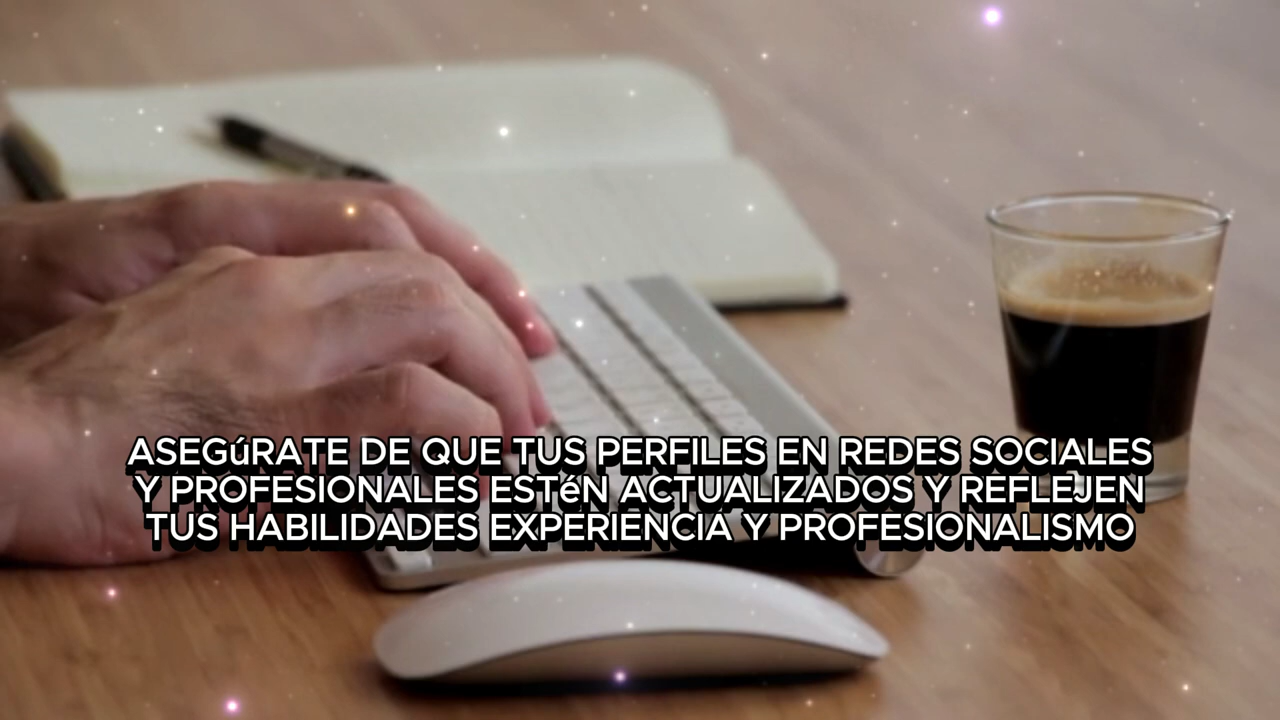 ASEGúRATE DE QUE TUS PERFILES EN REDES SOCIALES
Y PROFESIONALES ESTéN ACTUALIZADOS Y REFLEJEN
TUS HABILIDADES EXPERIENCIA Y PROFESIONALISMO